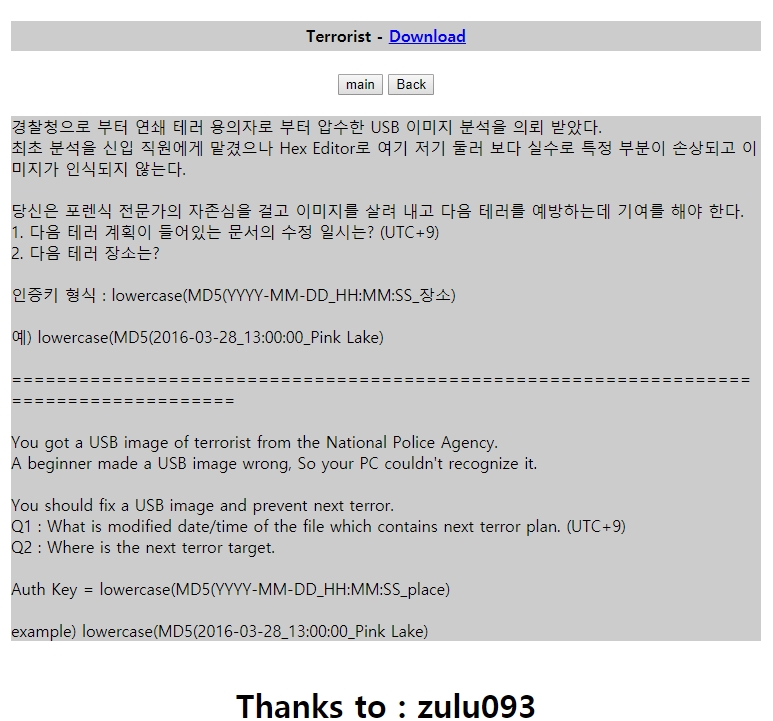 Terrorist - Download
main Back
경찰청으로 부터 연쇄 테러 용의자로 부터 압수한 USB 이미지 분석을 의뢰 받았다.
최초 분석을 신입 직원에게 맡겼으나 Hex Editor로 여기 저기 둘러 보다 실수로 특정 부분이 손상되고 이
미지가 인식되지 않는다.
당신은 포렌식 전문가의 자존심을 걸고 이미지를 살려 내고 다음 테러를 예방하는데 기여를 해야 한다.
1. 다음 테러 계획이 들어있는 문서의 수정 일시는? (UTC+9)
2. 다음 테러 장소는?
인증키 형식 : lowercase(MD5(YYYY-MM-DD_HH:MM:SS_장소)
예) lowercase(MD5(2016-03-28_13:00:00_Pink Lake)
==================================================================
====================
You got a USB image of terrorist from the National Police Agency.
A beginner made a USB image wrong, So your PC couldn't recognize it.
You should fix a USB image and prevent next terror.
Q1 : What is modified date/time of the file which contains next terror plan. (UTC+9)
Q2 : Where is the next terror target.
Auth Key = lowercase(MD5(YYYY-MM-DD_HH:MM:SS_place)
example) lowercase(MD5(2016-03-28_13:00:00_Pink Lake)
Thanks to : zulu093